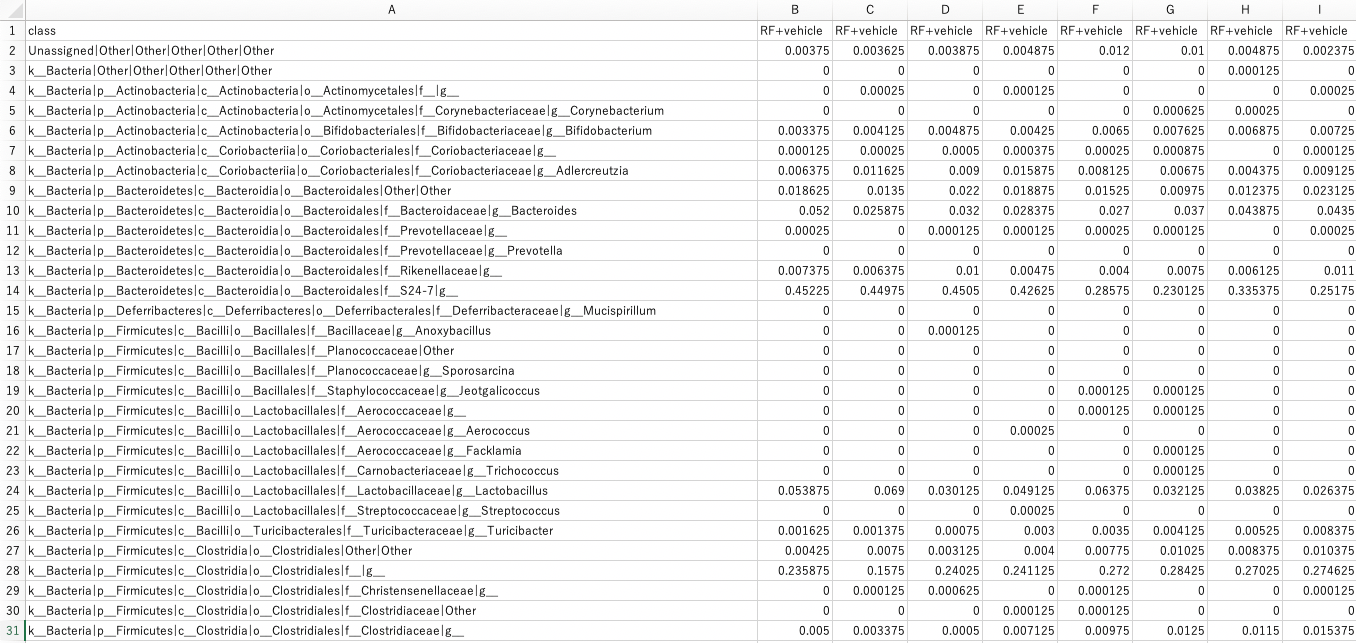 A B C D E F G H I
1 class RF+vehicle RF+vehicle RF+vehicle RF+vehicle RF+vehicle RF+vehicle RF+vehicle RF+vehicle
2 Unassigned|Other|Other|Other|Other|Other 0.00375 0.003625 0.003875 0.004875 0.012 0.01 0.004875 0.002375
3 k__Bacteria|Other|Other|Other|Other|Other 0 0 0 0 0 0 0.000125 0
4 k__Bacteria|p__Actinobacteria|c__Actinobacteria|o__Actinomycetales|f__|g__ 0 0.00025 0 0.000125 0 0 0 0.00025
5 k__Bacteria|p__Actinobacteria|c__Actinobacteria|o__Actinomycetales|f__Corynebacteriaceae|g__Corynebacterium 0 0 0 0 0 0.000625 0.00025 0
6 k__Bacteria|p__Actinobacteria|c__Actinobacteria|o__Bifidobacteriales|f__Bifidobacteriaceae|g__Bifidobacterium 0.003375 0.004125 0.004875 0.00425 0.0065 0.007625 0.006875 0.00725
7 k__Bacteria|p__Actinobacteria|c__Coriobacteriia|o__Coriobacteriales|f__Coriobacteriaceae|g__ 0.000125 0.00025 0.0005 0.000375 0.00025 0.000875 0 0.000125
8 k__Bacteria|p__Actinobacteria|c__Coriobacteriia|o__Coriobacteriales|f__Coriobacteriaceae|g__Adlercreutzia 0.006375 0.011625 0.009 0.015875 0.008125 0.00675 0.004375 0.009125
9 k__Bacteria|p__Bacteroidetes|c__Bacteroidia|o__Bacteroidales|Other|Other 0.018625 0.0135 0.022 0.018875 0.01525 0.00975 0.012375 0.023125
10 k__Bacteria|p__Bacteroidetes|c__Bacteroidia|o__Bacteroidales|f__Bacteroidaceae|g__Bacteroides 0.052 0.025875 0.032 0.028375 0.027 0.037 0.043875 0.0435
11 k__Bacteria|p__Bacteroidetes|c__Bacteroidia|o__Bacteroidales|f__Prevotellaceae|g__ 0.00025 0 0.000125 0.000125 0.00025 0.000125 0 0.00025
12 k__Bacteria|p__Bacteroidetes|c__Bacteroidia|o__Bacteroidales|f__Prevotellaceae|g__Prevotella 0 0 0 0 0 0 0 0
13 k__Bacteria|p__Bacteroidetes|c__Bacteroidia|o__Bacteroidales|f__Rikenellaceae|g__ 0.007375 0.006375 0.01 0.00475 0.004 0.0075 0.006125 0.011
14 k__Bacteria|p__Bacteroidetes|c__Bacteroidia|o__Bacteroidales|f__S24-7|g__ 0.45225 0.44975 0.4505 0.42625 0.28575 0.230125 0.335375 0.25175
15 k__Bacteria|p__Deferribacteres|c__Deferribacteres|o__Deferribacterales|f__Deferribacteraceae|g__Mucispirillum 0 0 0 0 0 0 0 0
16 k__Bacteria|p__Firmicutes|c__Bacilli|o__Bacillales|f__Bacillaceae|g__Anoxybacillus 0 0 0.000125 0 0 0 0 0
17 k__Bacteria|p__Firmicutes|c__Bacilli|o__Bacillales|f__Planococcaceae|Other 0 0 0 0 0 0 0 0
18 k__Bacteria|p__Firmicutes|c__Bacilli|o__Bacillales|f__Planococcaceae|g__Sporosarcina 0 0 0 0 0 0 0 0
19 k__Bacteria|p__Firmicutes|c__Bacilli|o__Bacillales|f__Staphylococcaceae|g__Jeotgalicoccus 0 0 0 0 0.000125 0.000125 0 0
20 k__Bacteria|p__Firmicutes|c__Bacilli|o__Lactobacillales|f__Aerococcaceae|g__ 0 0 0 0 0.000125 0.000125 0 0
21 k__Bacteria|p__Firmicutes|c__Bacilli|o__Lactobacillales|f__Aerococcaceae|g__Aerococcus 0 0 0 0.00025 0 0 0 0
22 k__Bacteria|p__Firmicutes|c__Bacilli|o__Lactobacillales|f__Aerococcaceae|g__Facklamia 0 0 0 0 0 0.000125 0 0
23 k__Bacteria|p__Firmicutes|c__Bacilli|o__Lactobacillales|f__Carnobacteriaceae|g__Trichococcus 0 0 0 0 0 0.000125 0 0
24 k__Bacteria|p__Firmicutes|c__Bacilli|o__Lactobacillales|f__Lactobacillaceae|g__Lactobacillus 0.053875 0.069 0.030125 0.049125 0.06375 0.032125 0.03825 0.026375
25 k__Bacteria|p__Firmicutes|c__Bacilli|o__Lactobacillales|f__Streptococcaceae|g__Streptococcus 0 0 0 0.00025 0 0 0 0
26 k__Bacteria|p__Firmicutes|c__Bacilli|o__Turicibacterales|f__Turicibacteraceae|g__Turicibacter 0.001625 0.001375 0.00075 0.003 0.0035 0.004125 0.00525 0.008375
27 k__Bacteria|p__Firmicutes|c__Clostridia|o__Clostridiales|Other|Other 0.00425 0.0075 0.003125 0.004 0.00775 0.01025 0.008375 0.010375
28 k__Bacteria|p__Firmicutes|c__Clostridia|o__Clostridiales|f__|g__ 0.235875 0.1575 0.24025 0.241125 0.272 0.28425 0.27025 0.274625
29 k__Bacteria|p__Firmicutes|c__Clostridia|o__Clostridiales|f__Christensenellaceae|g__ 0 0.000125 0.000625 0 0.000125 0 0 0.000125
30 k__Bacteria|p__Firmicutes|c__Clostridia|o__Clostridiales|f__Clostridiaceae|Other 0 0 0 0.000125 0.000125 0 0 0
31 k__Bacteria|p__Firmicutes|c__Clostridia|o__Clostridiales|f__Clostridiaceae|g__ 0.005 0.003375 0.0005 0.007125 0.00975 0.0125 0.0115 0.015375